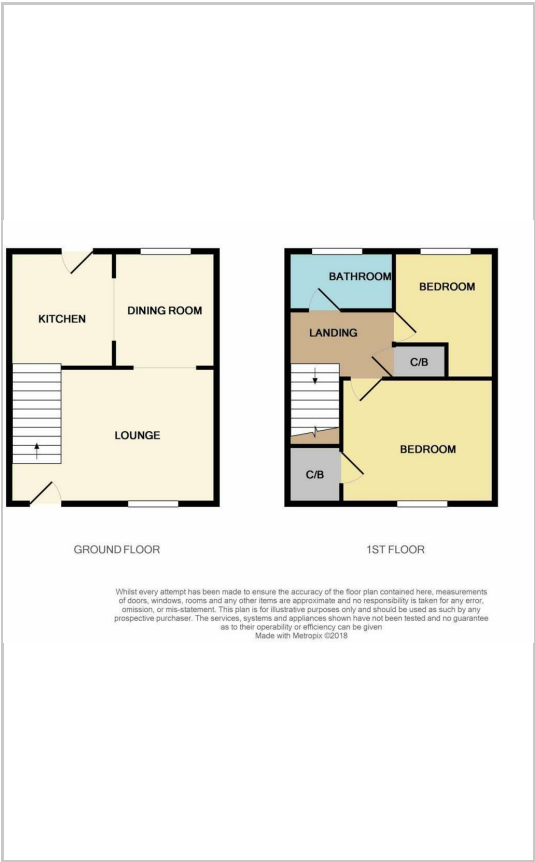 KITCHEN
DINING ROOM
LOUNGE
GROUND FLOOR
BATHROOM
BEDROOM
LANDING
C/B
BEDROOM
C/B
1ST FLOOR
Whilst every attempt has been made to ensure the accuracy of the floor plan contained here, measurements
of doors, windows, rooms and any other items are approximate and no responsibility is taken for any error,
omission, or mis-statement. This plan is for illustrative purposes only and should be used as such by any
prospective purchaser. The services, systems and appliances shown have not been tested and no guarantee
as to their operability or efficiency can be given
Made with Metropix ©2018